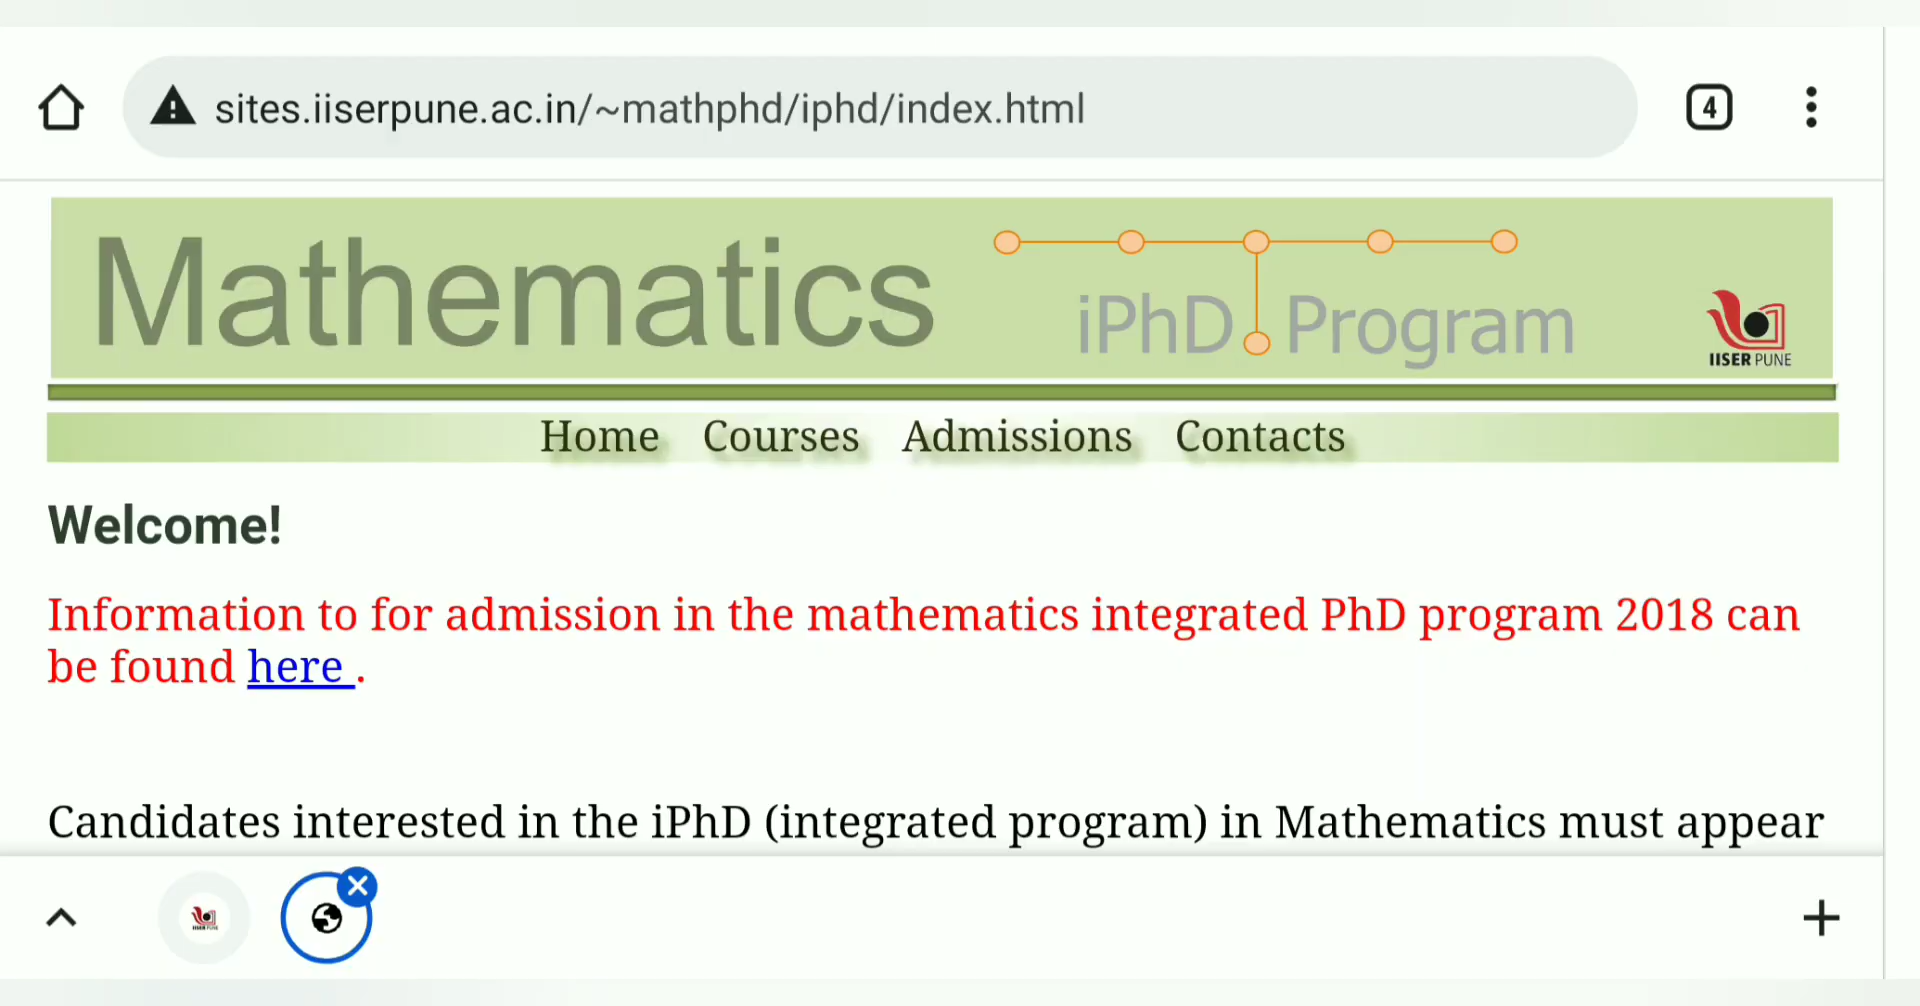 sites.iiserpune.ac.in/~mathphd/iphd/index.html
4
Mathematics
iPhD Program
IISER PUNE
Home Courses Admissions Contacts
Welcome!
Information to for admission in the mathematics integrated PhD program 2018 can
be found here .
Candidates interested in the iPhD (integrated program) in Mathematics must appear
IISER PUNE